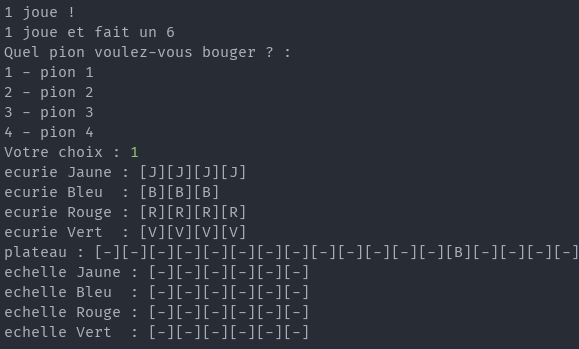 1 joue !
1 joue et fait un 6
Quel pion voulez-vous bouger ? :
1 - pion 1
2 - pion 2
3 - pion 3
4 - pion 4
Votre choix : 1
ecurie Jaune : [J][J][J][J]
ecurie Bleu  : [B][B][B]
ecurie Rouge : [R][R][R][R]
ecurie Vert  : [V][V][V][V]
plateau : [-][-][-][-][-][-][-][-][-][-][-][-][-][B][-][-][-][-]
echelle Jaune : [-][-][-][-][-][-]
echelle Bleu  : [-][-][-][-][-][-]
echelle Rouge : [-][-][-][-][-][-]
echelle Vert  : [-][-][-][-][-][-]